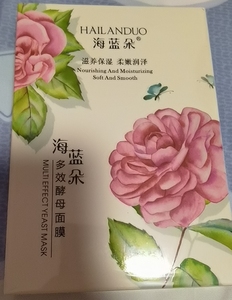 HAILANDUO
海蓝朵®
滋养保湿 柔嫩润泽
Nourishing And Moisturizing
Soft And Smooth
海蓝朵
多效酵母面膜
MULTI EFFECT YEAST MASK